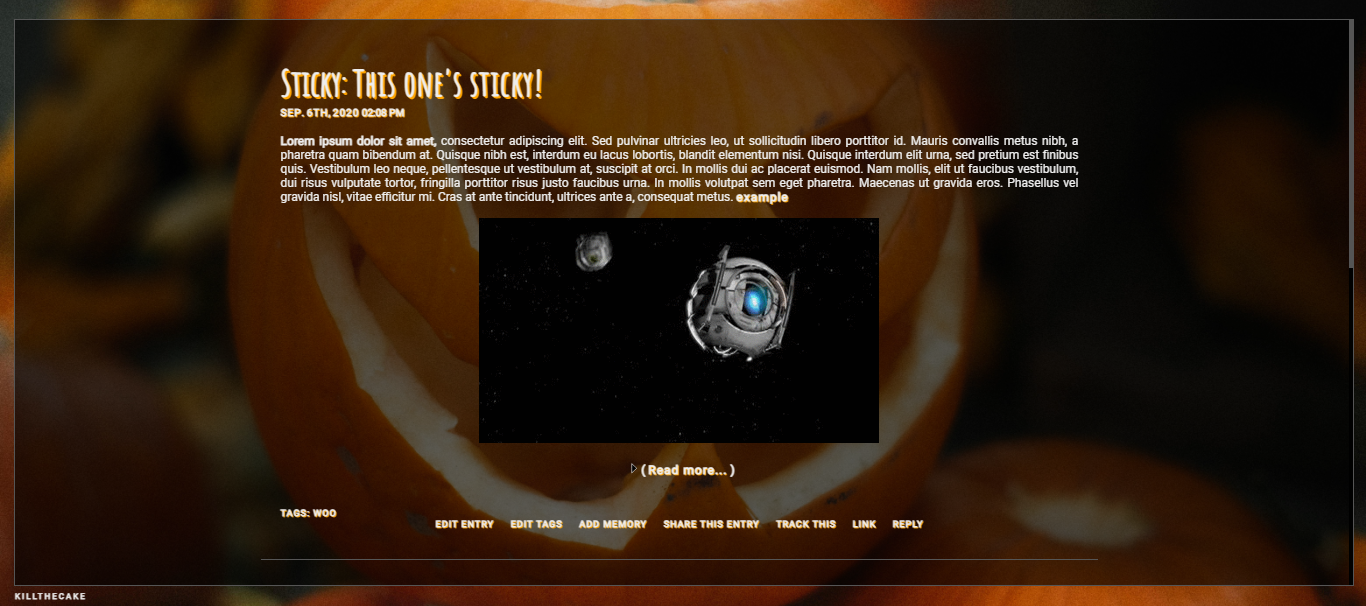 Sticky: This one's sticky!
SEP. 6TH, 2020 02:08 PM
Lorem ipsum dolor sit amet, consectetur adipiscing elit. Sed pulvinar ultricies leo, ut sollicitudin libero porttitor id. Mauris convallis metus nibh, a
pharetra quam bibendum at. Quisque nibh est, interdum eu lacus lobortis, blandit elementum nisi. Quisque interdum elit urna, sed pretium est finibus
quis. Vestibulum leo neque, pellentesque ut vestibulum at, suscipit at orci. In mollis dui ac placerat euismod. Nam mollis, elit ut faucibus vestibulum,
dui risus vulputate tortor, fringilla porttitor risus justo faucibus urna. In mollis volutpat sem eget pharetra. Maecenas ut gravida eros. Phasellus vel
gravida nisl, vitae efficitur mi. Cras at ante tincidunt, ultrices ante a, consequat metus. example
( Read more... )
TAGS: WOO
EDIT ENTRY EDIT TAGS ADD MEMORY SHARE THIS ENTRY TRACK THIS LINK REPLY
KILLTHECAKE